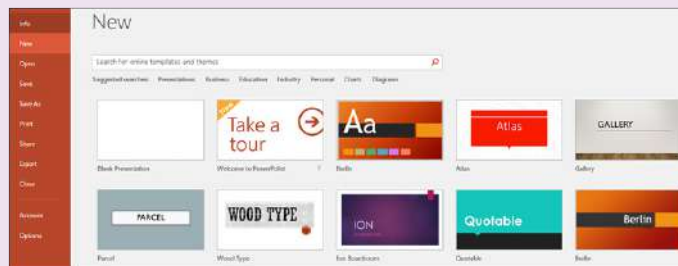 Info
New
Open
Save
Save As
Print
Share
Export
Close
Account
Options
New
Search for online templates and themes
Suggested searches: Presentations Business Education Industry Personal Charts Diagrams
Take a
tour
Aa
Atlas
GALLERY
Blank Presentation
Welcome to PowerPoint
Berlin
Atlas
Gallery
PARCEL
WOOD TYPE
ION
Quotable
Berlin
Parcel
Wood Type
Ion Boardroom
Quotable
Berlin